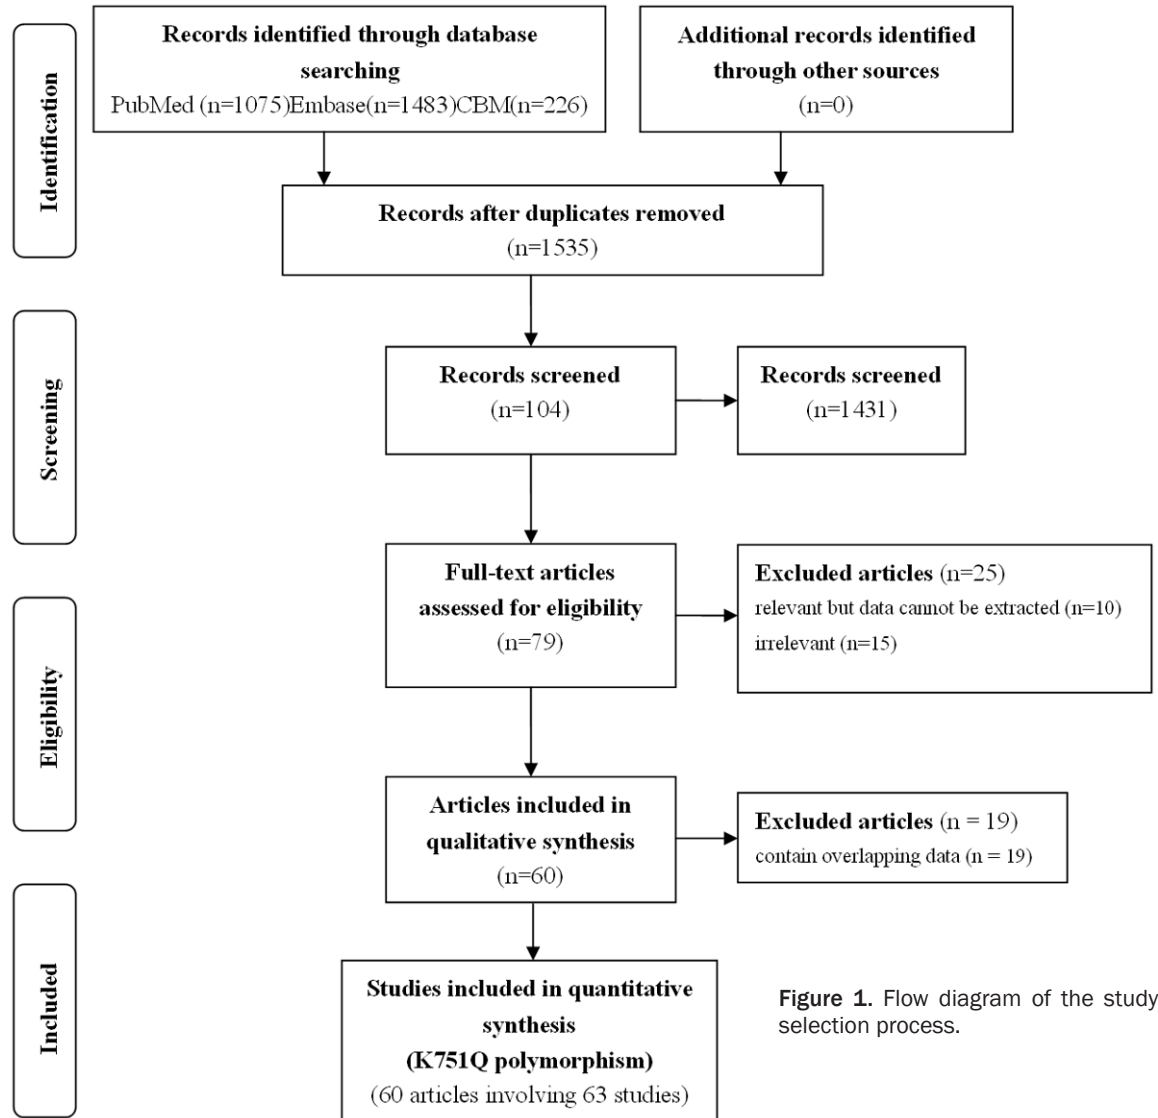 Identification
Records identified through database
searching
PubMed (n=1075)Embase(n=1483)CBM(n=226)
Additional records identified
through other sources
(n=0)
Records after duplicates removed
(n=1535)
Screening
Records screened
(n=104)
Records screened
(n=1431)
Full-text articles
assessed for eligibility
(n=79)
Excluded articles (n=25)
relevant but data cannot be extracted (n=10)
irrelevant (n=15)
Eligibility
Articles included in
qualitative synthesis
(n=60)
Excluded articles (n = 19)
contain overlapping data (n = 19)
Included
Studies included in quantitative
synthesis
(K751Q polymorphism)
(60 articles involving 63 studies)
Figure 1. Flow diagram of the study
selection process.